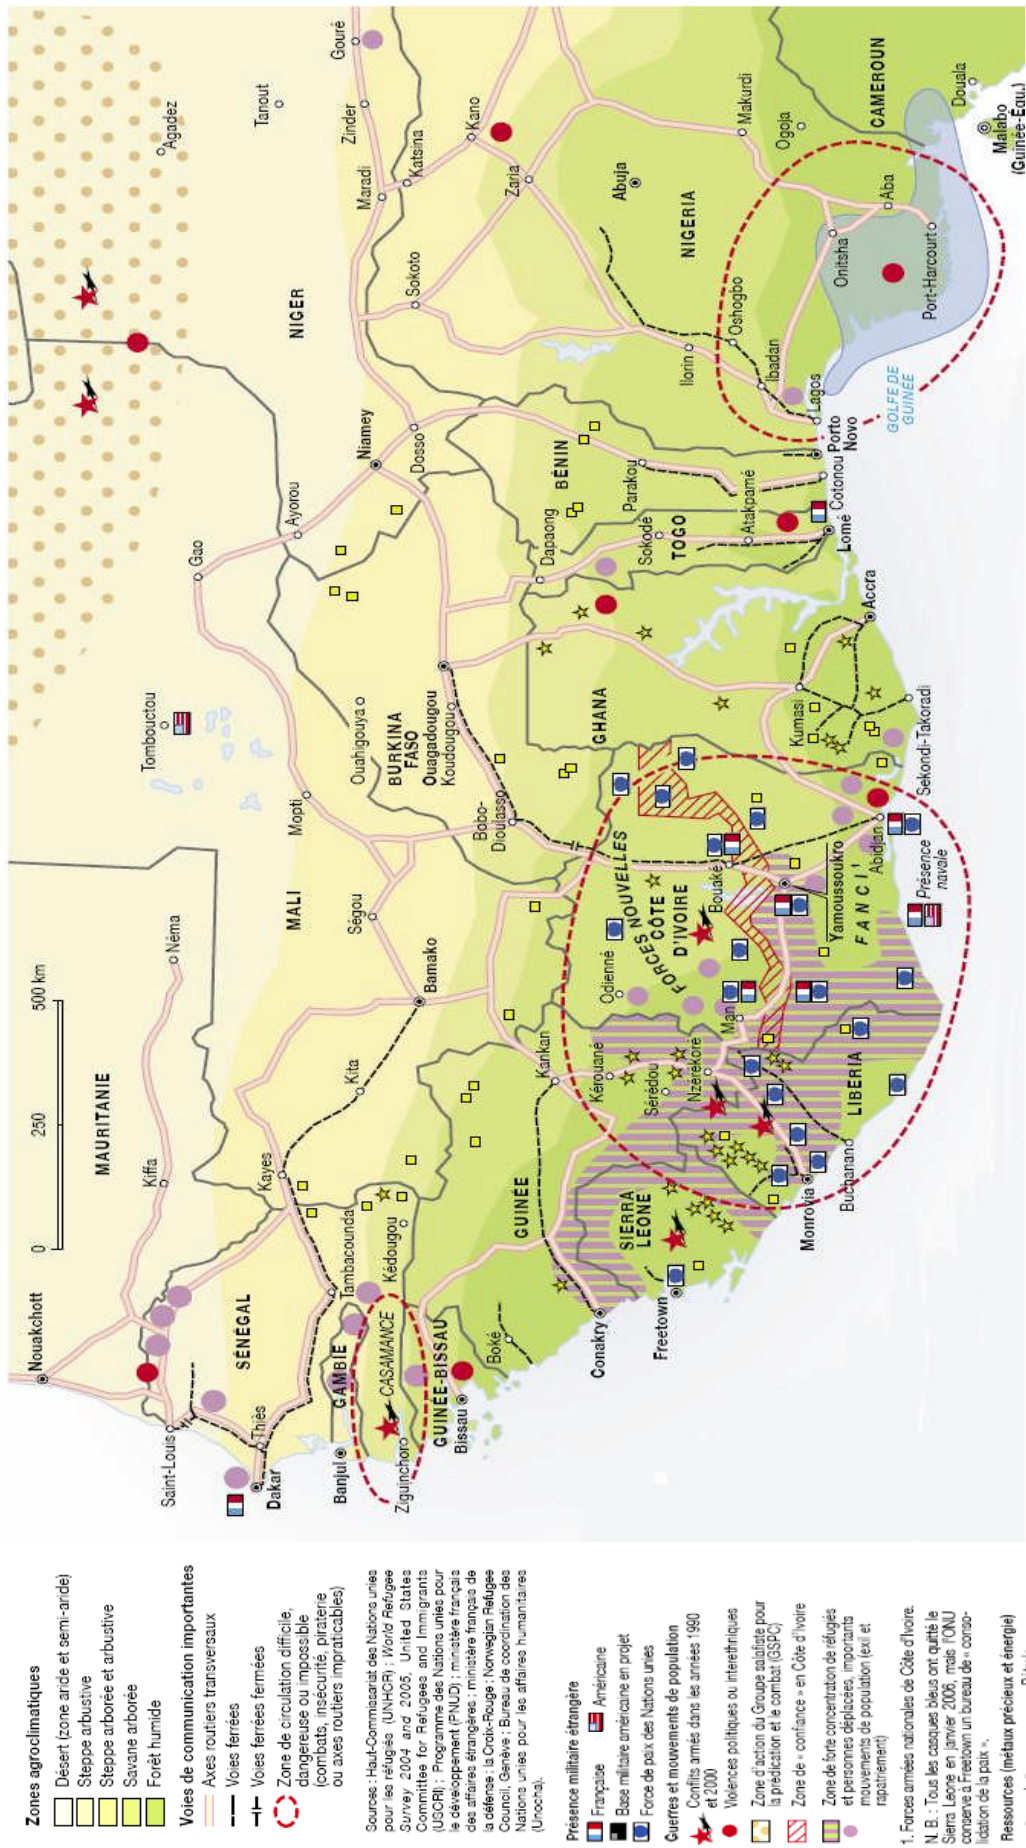 Nouakchott
MAURITANIE
Kiffa
Néma
0
250
500 km
Saint-Louis
SÉNÉGAL
Thiès
Dakar
Kayes
Tambacounda
Kédougou
GAMBIE
Banjul
CASAMANCE
Ziguinchor
GUINÉE-BISSAU
Bissau
Boké
GUINÉE
Conakry
Kita
Bamako
MALI
Ségou
Mopti
Tombouctou
Gao
Ayorou
Ouahigouya
BURKINA
FASO
Ouagadougou
Koudougou
Bobo-
Dioulasso
Kankan
Kérouané
Sérédou
Nzérékoré
SIERRA
LEONE
Freetown
Monrovia
Buchanan
LIBERIA
Odienné
FORCES NOUVELLES
CÔTE
D'IVOIRE
Man
Bouaké
Yamoussoukro
FANCI¹
Abidjan
Présence
navale
GHANA
Kumasi
Sekondi-Takoradi
Accra
Dapaong
Sokodé
TOGO
Atakpamé
Lomé
BÉNIN
Parakou
Cotonou
Porto
Novo
NIGER
Niamey
Dosso
Agadez
Tanout
Gouré
Zinder
Maradi
Katsina
Kano
Sokoto
Zaria
Abuja
NIGERIA
Ilorin
Oshogbo
Ibadan
Lagos
Makurdi
Ogoja
Onitsha
Aba
Port-Harcourt
GOLFE DE
GUINÉE
CAMEROUN
Douala
Malabo
(Guinée-Équ.)
Zones agroclimatiques
Désert (zone aride et semi-aride)
Steppe arbustive
Steppe arborée et arbustive
Savane arborée
Forêt humide
Voies de communication importantes
Axes routiers transversaux
Voies ferrées
Voies ferrées fermées
Zone de circulation difficile,
dangereuse ou impossible
(combats, insécurité, piraterie
ou axes routiers impraticables)
Sources : Haut-Commissariat des Nations unies
pour les réfugiés (UNHCR) ; World Refugee
Survey 2004 and 2005, United States
Committee for Refugees and Immigrants
(USCRI) ; Programme des Nations unies pour
le développement (PNUD) ; ministère français
des affaires étrangères ; ministère français de
la défense ; la Croix-Rouge ; Norwegian Refugee
Council, Genève ; Bureau de coordination des
Nations unies pour les affaires humanitaires
(Unocha).
Présence militaire étrangère
Française
Américaine
Base militaire américaine en projet
Force de paix des Nations unies
Guerres et mouvements de population
Conflits armés dans les années 1990
et 2000
Violences politiques ou interethniques
Zone d'action du Groupe salafiste pour
la prédication et le combat (GSPC)
Zone de « confiance » en Côte d'Ivoire
Zone de forte concentration de réfugiés
et personnes déplacées, importants
mouvements de population (exil et
rapatriement)
1. Forces armées nationales de Côte d'Ivoire.
N. B. : Tous les casques bleus ont quitté le
Sierra Leone en janvier 2006, mais l'ONU
conserve à Freetown un bureau de « conso-
lidation de la paix ».
Ressources (métaux précieux et énergie)